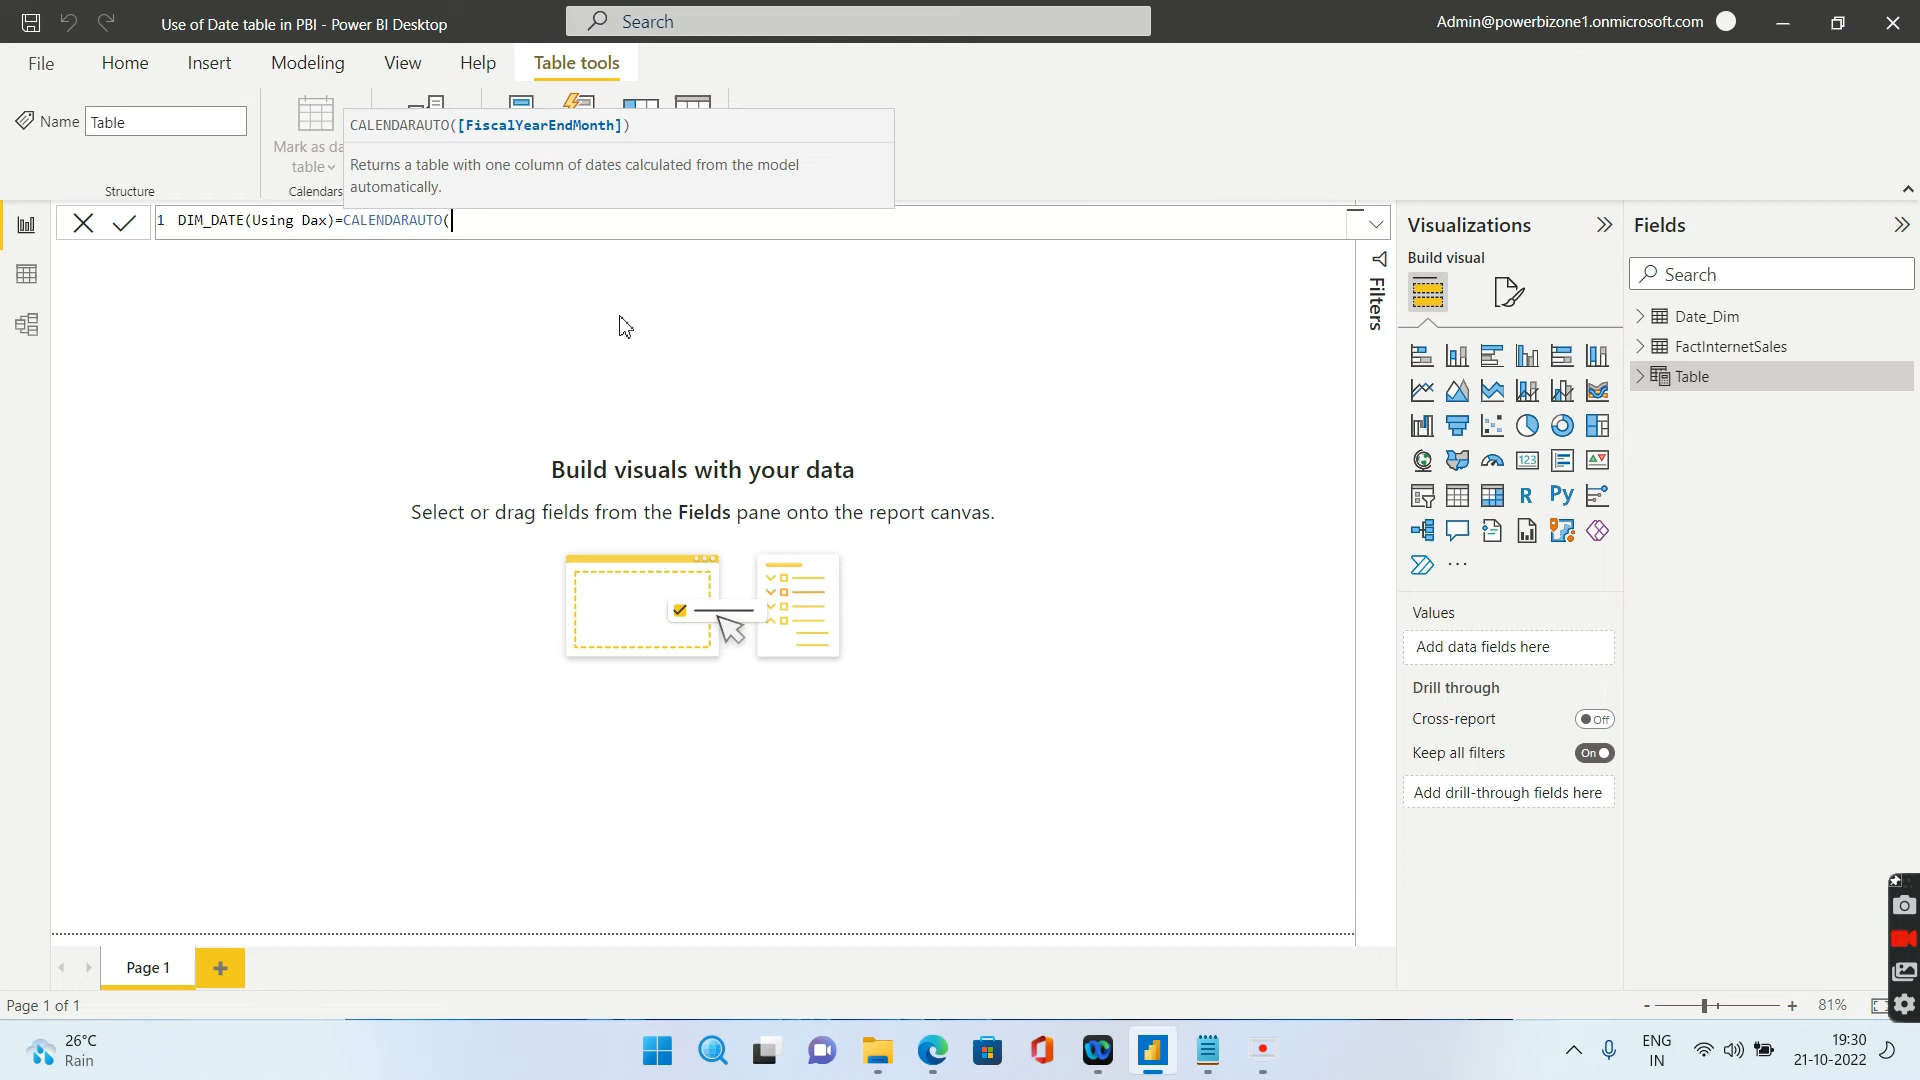 Use of Date table in PBI - Power BI Desktop
Search
Admin@powerbizone1.onmicrosoft.com
File
Home
Insert
Modeling
View
Help
Table tools
Name
Table
Mark as da
table
Structure
Calendars
CALENDARAUTO([FiscalYearEndMonth])
Returns a table with one column of dates calculated from the model
automatically.
1 DIM_DATE(Using Dax)=CALENDARAUTO(
Filters
Build visuals with your data
Select or drag fields from the Fields pane onto the report canvas.
Visualizations
Build visual
123
R
Py
Values
Add data fields here
Drill through
Cross-report
Off
Keep all filters
On
Add drill-through fields here
Fields
Search
Date_Dim
FactInternetSales
Table
Page 1
Page 1 of 1
- + 81%
26°C
Rain
ENG
IN
19:30
21-10-2022